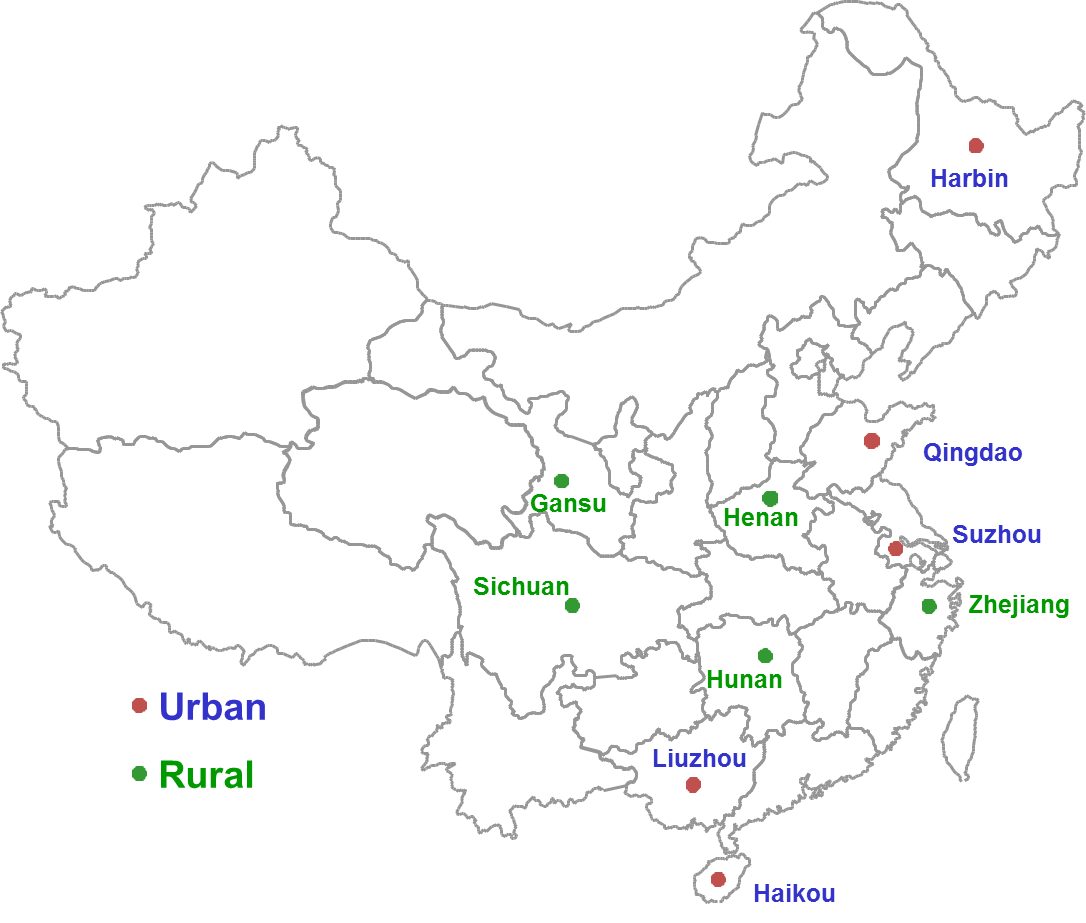 Harbin
Qingdao
Gansu
Henan
Suzhou
Sichuan
Zhejiang
Hunan
Urban
Liuzhou
Rural
Haikou